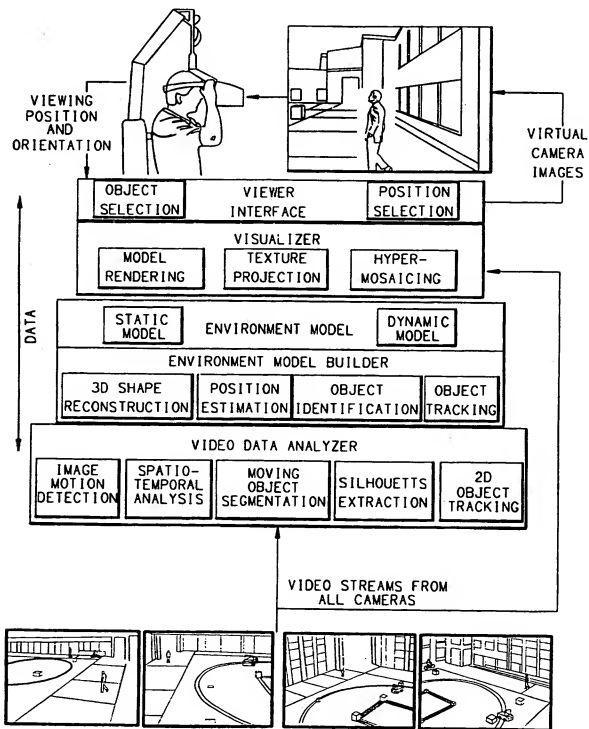 VIEWING
POSITION
AND
ORIENTATION
VIRTUAL
CAMERA
IMAGES
OBJECT
SELECTION
VIEWER
INTERFACE
POSITION
SELECTION
VISUALIZER
MODEL
RENDERING
TEXTURE
PROJECTION
HYPER-
MOSAICING
DATA
STATIC
MODEL
ENVIRONMENT MODEL
DYNAMIC
MODEL
ENVIRONMENT MODEL BUILDER
3D SHAPE
RECONSTRUCTION
POSITION
ESTIMATION
OBJECT
IDENTIFICATION
OBJECT
TRACKING
VIDEO DATA ANALYZER
IMAGE
MOTION
DETECTION
SPATIO-
TEMPORAL
ANALYSIS
MOVING
OBJECT
SEGMENTATION
SILHOUETTS
EXTRACTION
2D
OBJECT
TRACKING
VIDEO STREAMS FROM
ALL CAMERAS